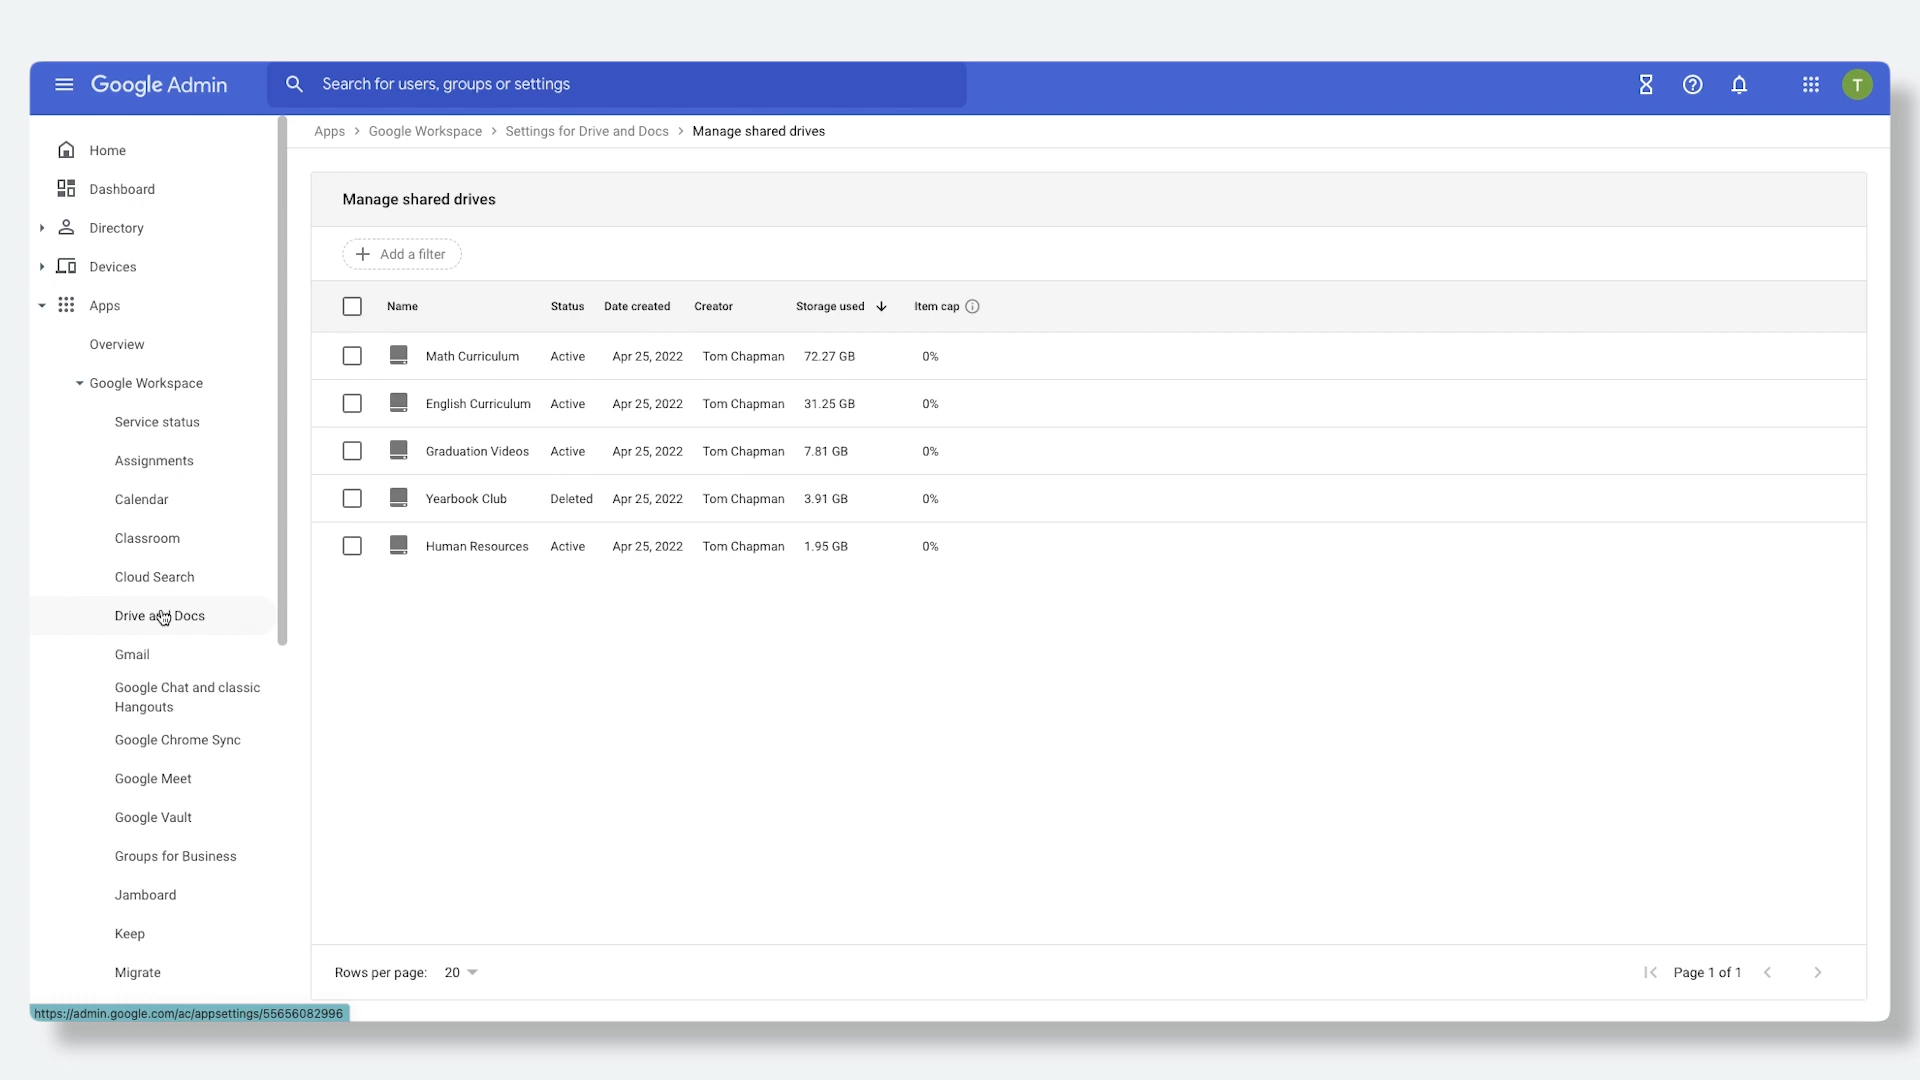 Google Admin
Search for users, groups or settings
T
Home
Dashboard
Directory
Devices
Apps
Overview
Google Workspace
Service status
Assignments
Calendar
Classroom
Cloud Search
Drive and Docs
Gmail
Google Chat and classic
Hangouts
Google Chrome Sync
Google Meet
Google Vault
Groups for Business
Jamboard
Keep
Migrate
https://admin.google.com/ac/appsettings/55656082996
Apps > Google Workspace > Settings for Drive and Docs > Manage shared drives
Manage shared drives
+ Add a filter
Name Status Date created Creator Storage used Item cap
Math Curriculum Active Apr 25, 2022 Tom Chapman 72.27 GB 0%
English Curriculum Active Apr 25, 2022 Tom Chapman 31.25 GB 0%
Graduation Videos Active Apr 25, 2022 Tom Chapman 7.81 GB 0%
Yearbook Club Deleted Apr 25, 2022 Tom Chapman 3.91 GB 0%
Human Resources Active Apr 25, 2022 Tom Chapman 1.95 GB 0%
Rows per page: 20
Page 1 of 1